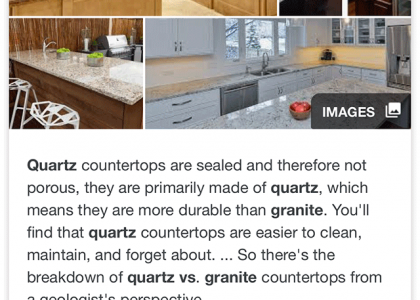 IMAGES
Quartz countertops are sealed and therefore not
porous, they are primarily made of quartz, which
means they are more durable than granite. You'll
find that quartz countertops are easier to clean,
maintain, and forget about. ... So there's the
breakdown of quartz vs. granite countertops from
a geologist's perspective